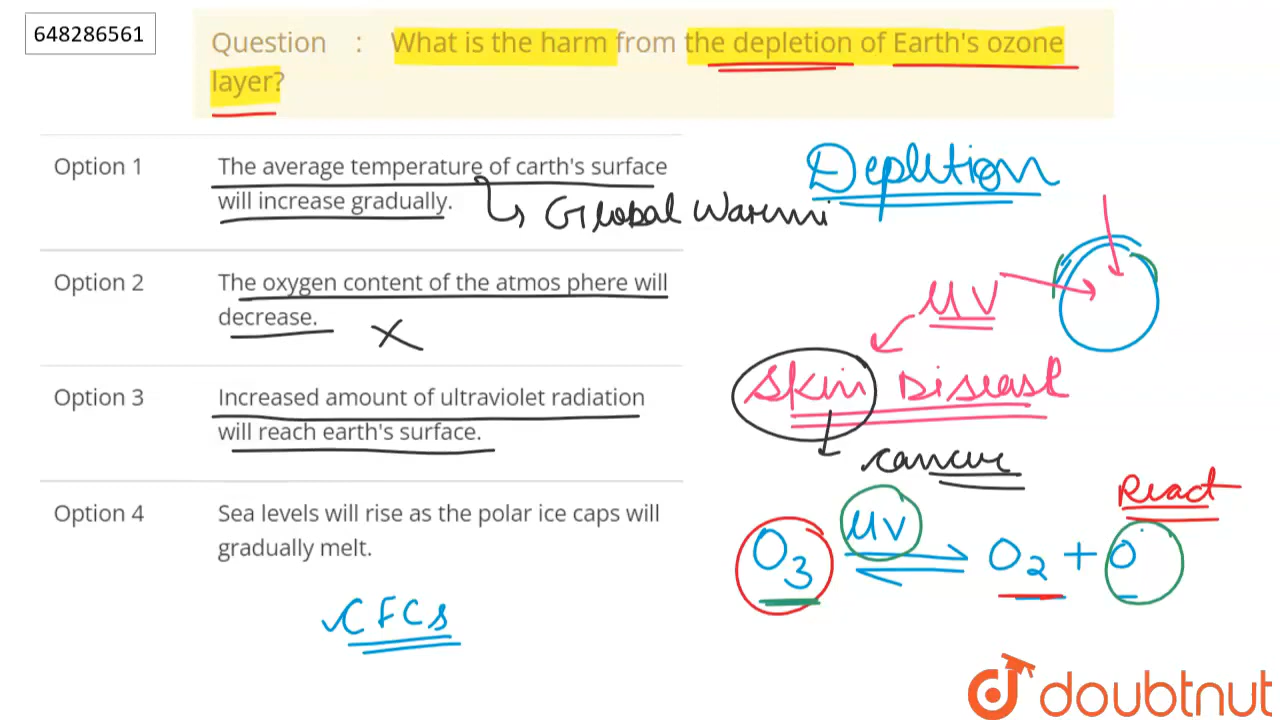 648286561
Question : What is the harm from the depletion of Earth's ozone
layer?
Option 1 The average temperature of carth's surface
will increase gradually.
Global Warmi
Option 2 The oxygen content of the atmos phere will
decrease.
Option 3 Increased amount of ultraviolet radiation
will reach earth's surface.
Option 4 Sea levels will rise as the polar ice caps will
gradually melt.
CFCs
Depletion
UV
Skin Disease
cancer
React
O3 UV O2 + O
doubtnut